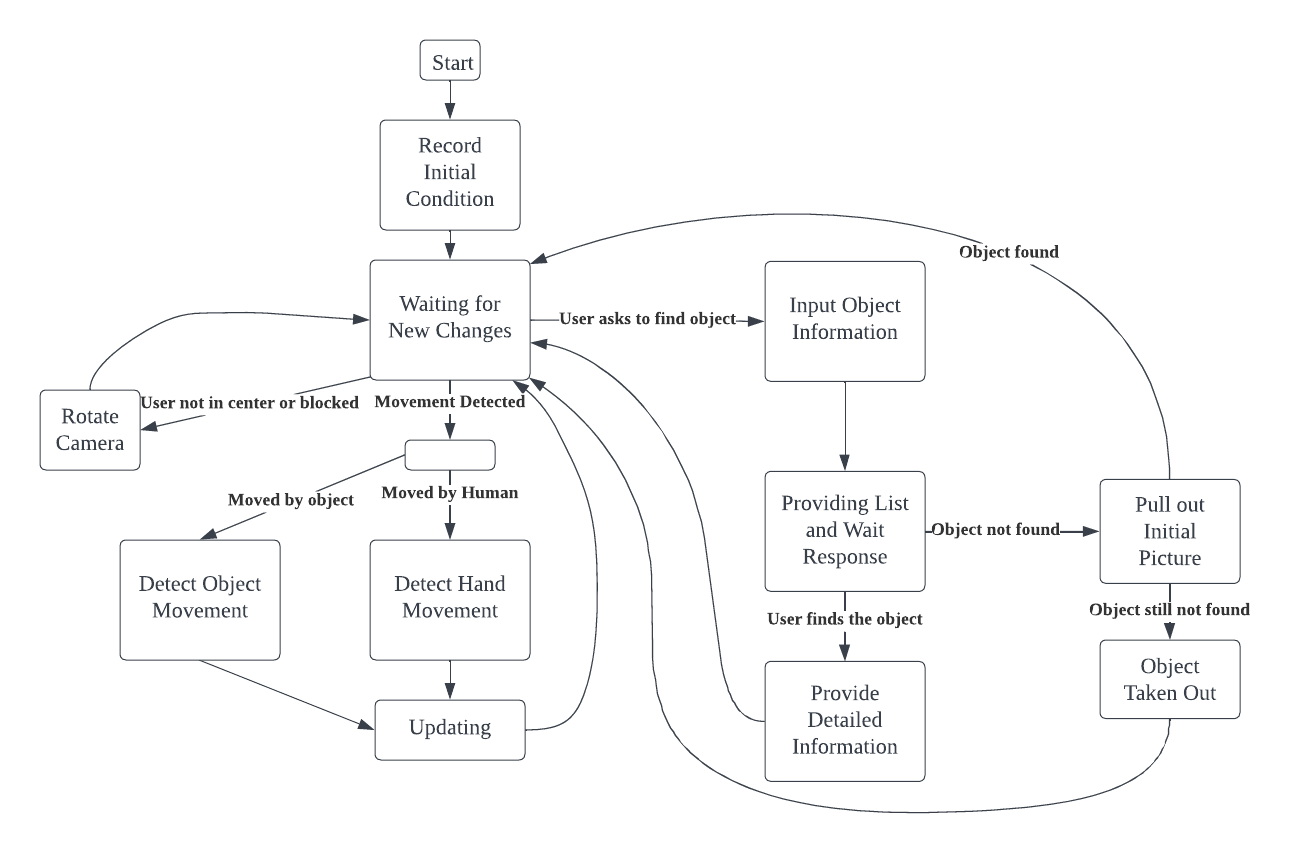 Start
Record
Initial
Condition
Object found
Waiting for
New Changes
User asks to find object
Input Object
Information
Rotate
Camera
User not in center or blocked
Movement Detected
Moved by object
Moved by Human
Providing List
and Wait
Response
Object not found
Pull out
Initial
Picture
Detect Object
Movement
Detect Hand
Movement
User finds the object
Object still not found
Updating
Provide
Detailed
Information
Object
Taken Out